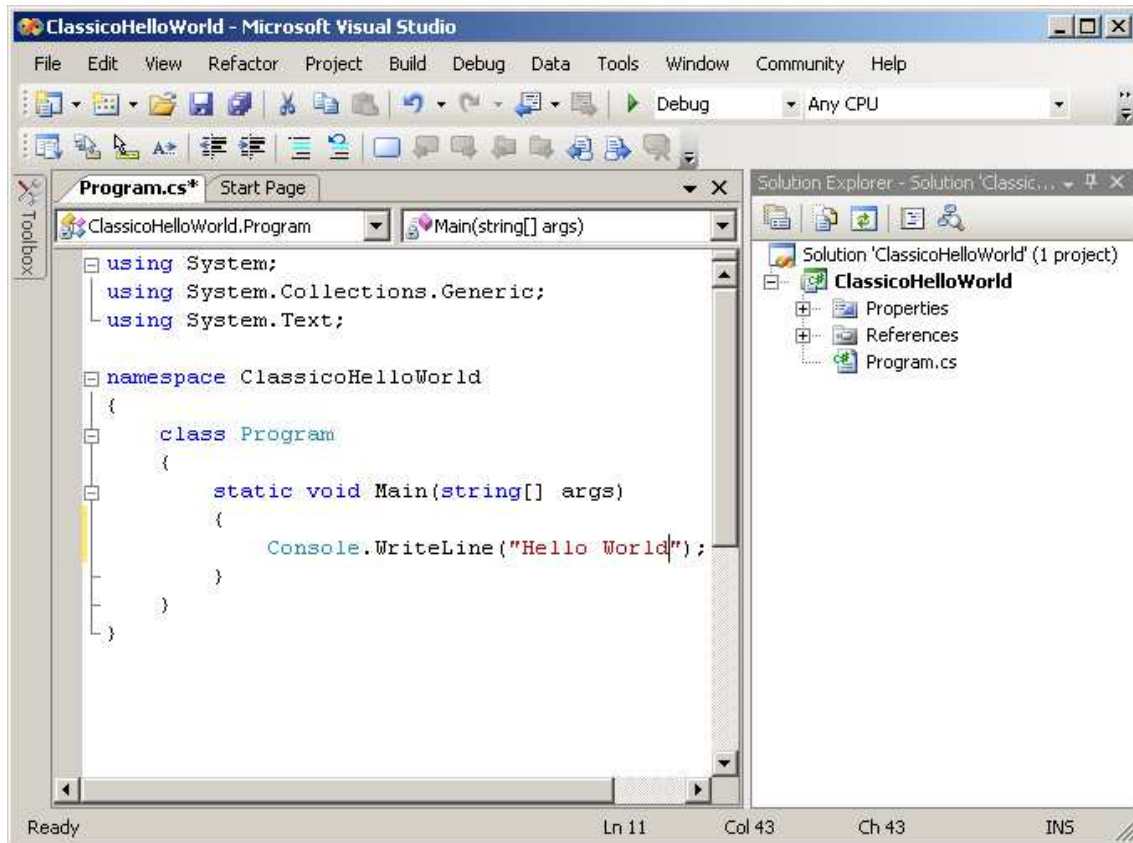 ClassicoHelloWorld - Microsoft Visual Studio
File Edit View Refactor Project Build Debug Data Tools Window Community Help
Debug Any CPU
Toolbox
Program.cs* Start Page
ClassicoHelloWorld.Program Main(string[] args)
using System;
using System.Collections.Generic;
using System.Text;
namespace ClassicoHelloWorld
{
class Program
{
static void Main(string[] args)
{
Console.WriteLine("Hello World");
}
}
}
Solution Explorer - Solution 'Classic...
Solution 'ClassicoHelloWorld' (1 project)
ClassicoHelloWorld
Properties
References
Program.cs
Ready Ln 11 Col 43 Ch 43 INS